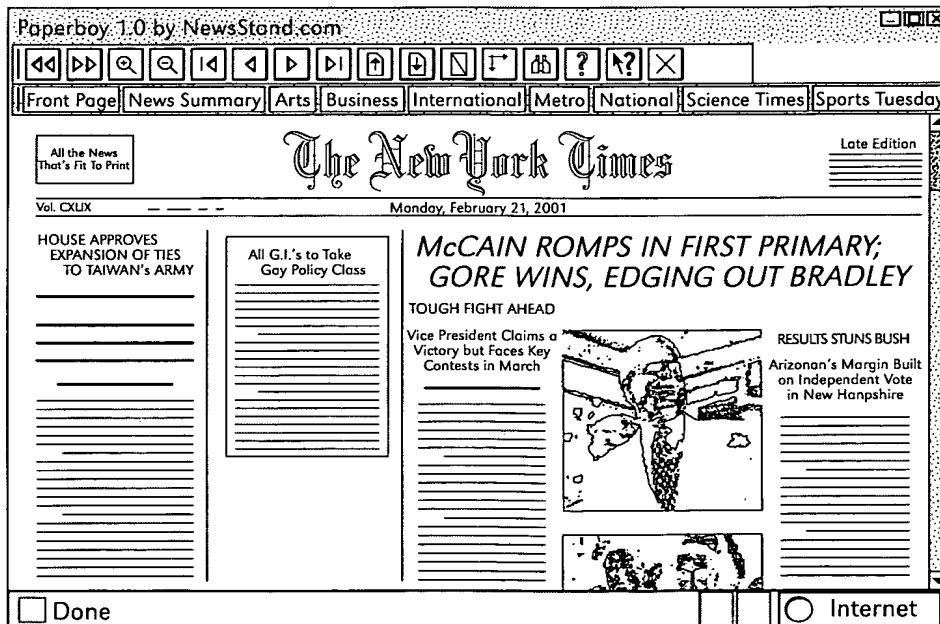 Paperboy 1.0 by NewsStand.com
? ?
Front Page News Summary Arts Business International Metro National Science Times Sports Tuesday
All the News
That's Fit To Print
The New York Times
Late Edition
Vol. CXLIX
Monday, February 21, 2001
HOUSE APPROVES
EXPANSION OF TIES
TO TAIWAN's ARMY
All G.I.'s to Take
Gay Policy Class
McCAIN ROMPS IN FIRST PRIMARY;
GORE WINS, EDGING OUT BRADLEY
TOUGH FIGHT AHEAD
Vice President Claims a
Victory but Faces Key
Contests in March
RESULTS STUNS BUSH
Arizonan's Margin Built
on Independent Vote
in New Hanpshire
Done
Internet